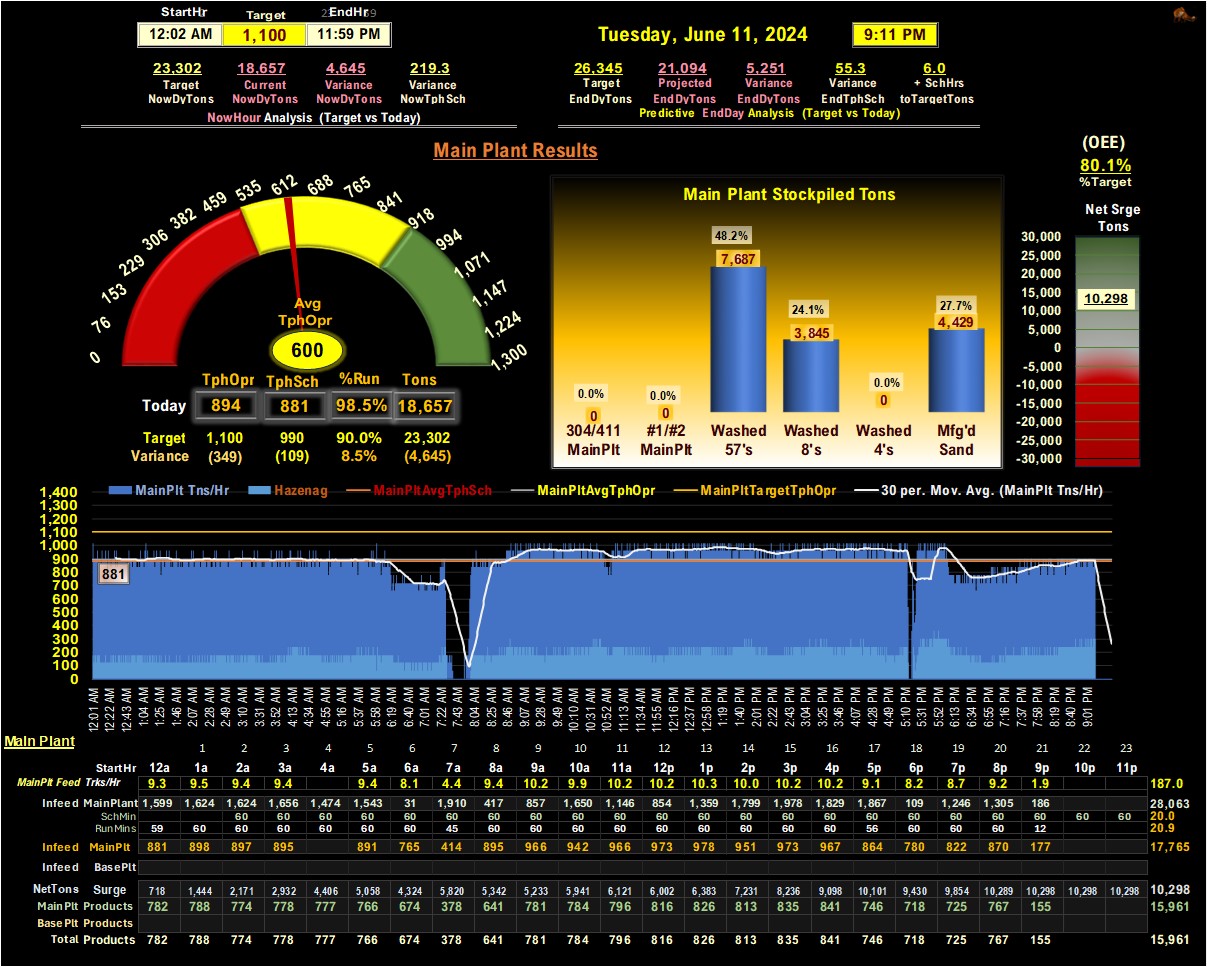 StartHr Target EndHr
12:02 AM 1,100 11:59 PM
Tuesday, June 11, 2024 9:11 PM
23,302 18,657 4,645 219.3
Target Current Variance Variance
NowDyTons NowDyTons NowDyTons NowTphSch
NowHour Analysis (Target vs Today)
26,345 21,094 5,251 55.3 6.0
Target Projected Variance Variance + SchHrs
EndDyTons EndDyTons EndDyTons EndTphSch toTargetTons
Predictive EndDay Analysis (Target vs Today)
Main Plant Results
(OEE)
80.1%
%Target
0 76 153 229 306 382 459 535 612 688 765 841 918 994 1,071 1,147 1,224 1,300
Avg
TphOpr
600
TphOpr TphSch %Run Tons
Today 894 881 98.5% 18,657
Target 1,100 990 90.0% 23,302
Variance (349) (109) 8.5% (4,645)
Main Plant Stockpiled Tons
0.0% 0.0% 48.2% 24.1% 0.0% 27.7%
0 0 7,687 3,845 0 4,429
304/411 #1/#2 Washed Washed Washed Mfg'd
MainPlt MainPlt 57's 8's 4's Sand
Net Srge
Tons
30,000
25,000
20,000
15,000
10,298
10,000
5,000
0
-5,000
-10,000
-15,000
-20,000
-25,000
-30,000
MainPlt Tns/Hr Hazenag MainPltAvgTphSch MainPltAvgTphOpr MainPltTargetTphOpr 30 per. Mov. Avg. (MainPlt Tns/Hr)
1,400
1,300
1,200
1,100
1,000
900
881
800
700
600
500
400
300
200
100
0
12:01 AM 12:22 AM 12:43 AM 1:04 AM 1:25 AM 1:46 AM 2:07 AM 2:28 AM 2:49 AM 3:10 AM 3:31 AM 3:52 AM 4:13 AM 4:34 AM 4:55 AM 5:16 AM 5:37 AM 5:58 AM 6:19 AM 6:40 AM 7:01 AM 7:22 AM 7:43 AM 8:04 AM 8:25 AM 8:46 AM 9:07 AM 9:28 AM 9:49 AM 10:10 AM 10:31 AM 10:52 AM 11:13 AM 11:34 AM 11:55 AM 12:16 PM 12:37 PM 12:58 PM 1:19 PM 1:40 PM 2:01 PM 2:22 PM 2:43 PM 3:04 PM 3:25 PM 3:46 PM 4:07 PM 4:28 PM 4:49 PM 5:10 PM 5:31 PM 5:52 PM 6:13 PM 6:34 PM 6:55 PM 7:16 PM 7:37 PM 7:58 PM 8:19 PM 8:40 PM 9:01 PM
Main Plant
1 2 3 4 5 6 7 8 9 10 11 12 13 14 15 16 17 18 19 20 21 22 23
StartHr 12a 1a 2a 3a 4a 5a 6a 7a 8a 9a 10a 11a 12p 1p 2p 3p 4p 5p 6p 7p 8p 9p 10p 11p
MainPlt Feed Trks/Hr 9.3 9.5 9.4 9.4 9.4 8.1 4.4 9.4 10.2 9.9 10.2 10.2 10.3 10.0 10.2 10.2 9.1 8.2 8.7 9.2 1.9 187.0
Infeed MainPlant 1,599 1,624 1,624 1,656 1,474 1,543 31 1,910 417 857 1,650 1,146 854 1,359 1,799 1,978 1,829 1,867 109 1,246 1,305 186 28,063
SchMin 60 60 60 60 60 60 60 60 60 60 60 60 60 60 60 60 60 60 60 60 60 60 20.0
RunMins 59 60 60 60 60 60 60 45 60 60 60 60 60 60 60 60 60 56 60 60 60 12 20.9
Infeed MainPlt 881 898 897 895 891 765 414 895 966 942 966 973 978 951 973 967 864 780 822 870 177 17,765
Infeed BasePlt
NetTons Surge 718 1,444 2,171 2,932 4,406 5,058 4,324 5,820 5,342 5,233 5,941 6,121 6,002 6,383 7,231 8,236 9,098 10,101 9,430 9,854 10,289 10,298 10,298 10,298 10,298
MainPlt Products 782 788 774 778 777 766 674 378 641 781 784 796 816 826 813 835 841 746 718 725 767 155 15,961
BasePlt Products
Total Products 782 788 774 778 777 766 674 378 641 781 784 796 816 826 813 835 841 746 718 725 767 155 15,961